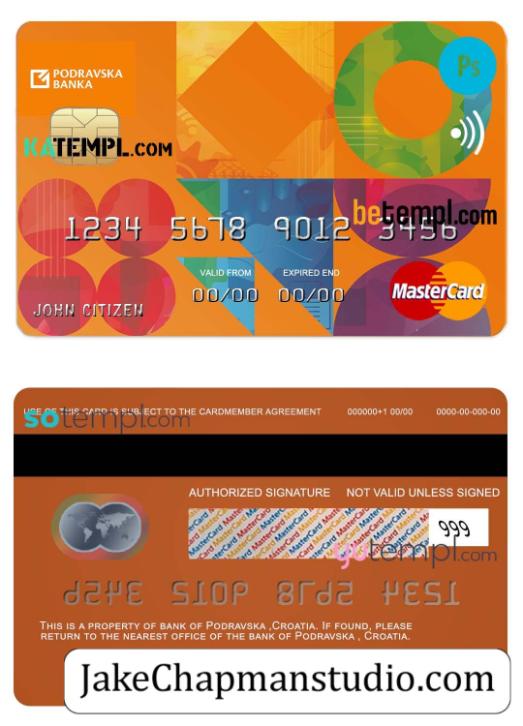 PODRAVSKA
BANKA
Ps
KATEMPL.COM
betempl.com
1234 5678 9012 3456
VALID FROM EXPIRED END
00/00 00/00
JOHN CITIZEN
MasterCard
USE OF THIS CARD IS SUBJECT TO THE CARDMEMBER AGREEMENT 000000+1 00/00 0000-00-000-00
sotempl.com
AUTHORIZED SIGNATURE NOT VALID UNLESS SIGNED
MasterCard MasterCard MasterCard
999
gotempl.com
1234 5678 9012 3456
THIS IS A PROPERTY OF BANK OF PODRAVSKA ,CROATIA. IF FOUND, PLEASE
RETURN TO THE NEAREST OFFICE OF THE BANK OF PODRAVSKA , CROATIA.
JakeChapmanstudio.com